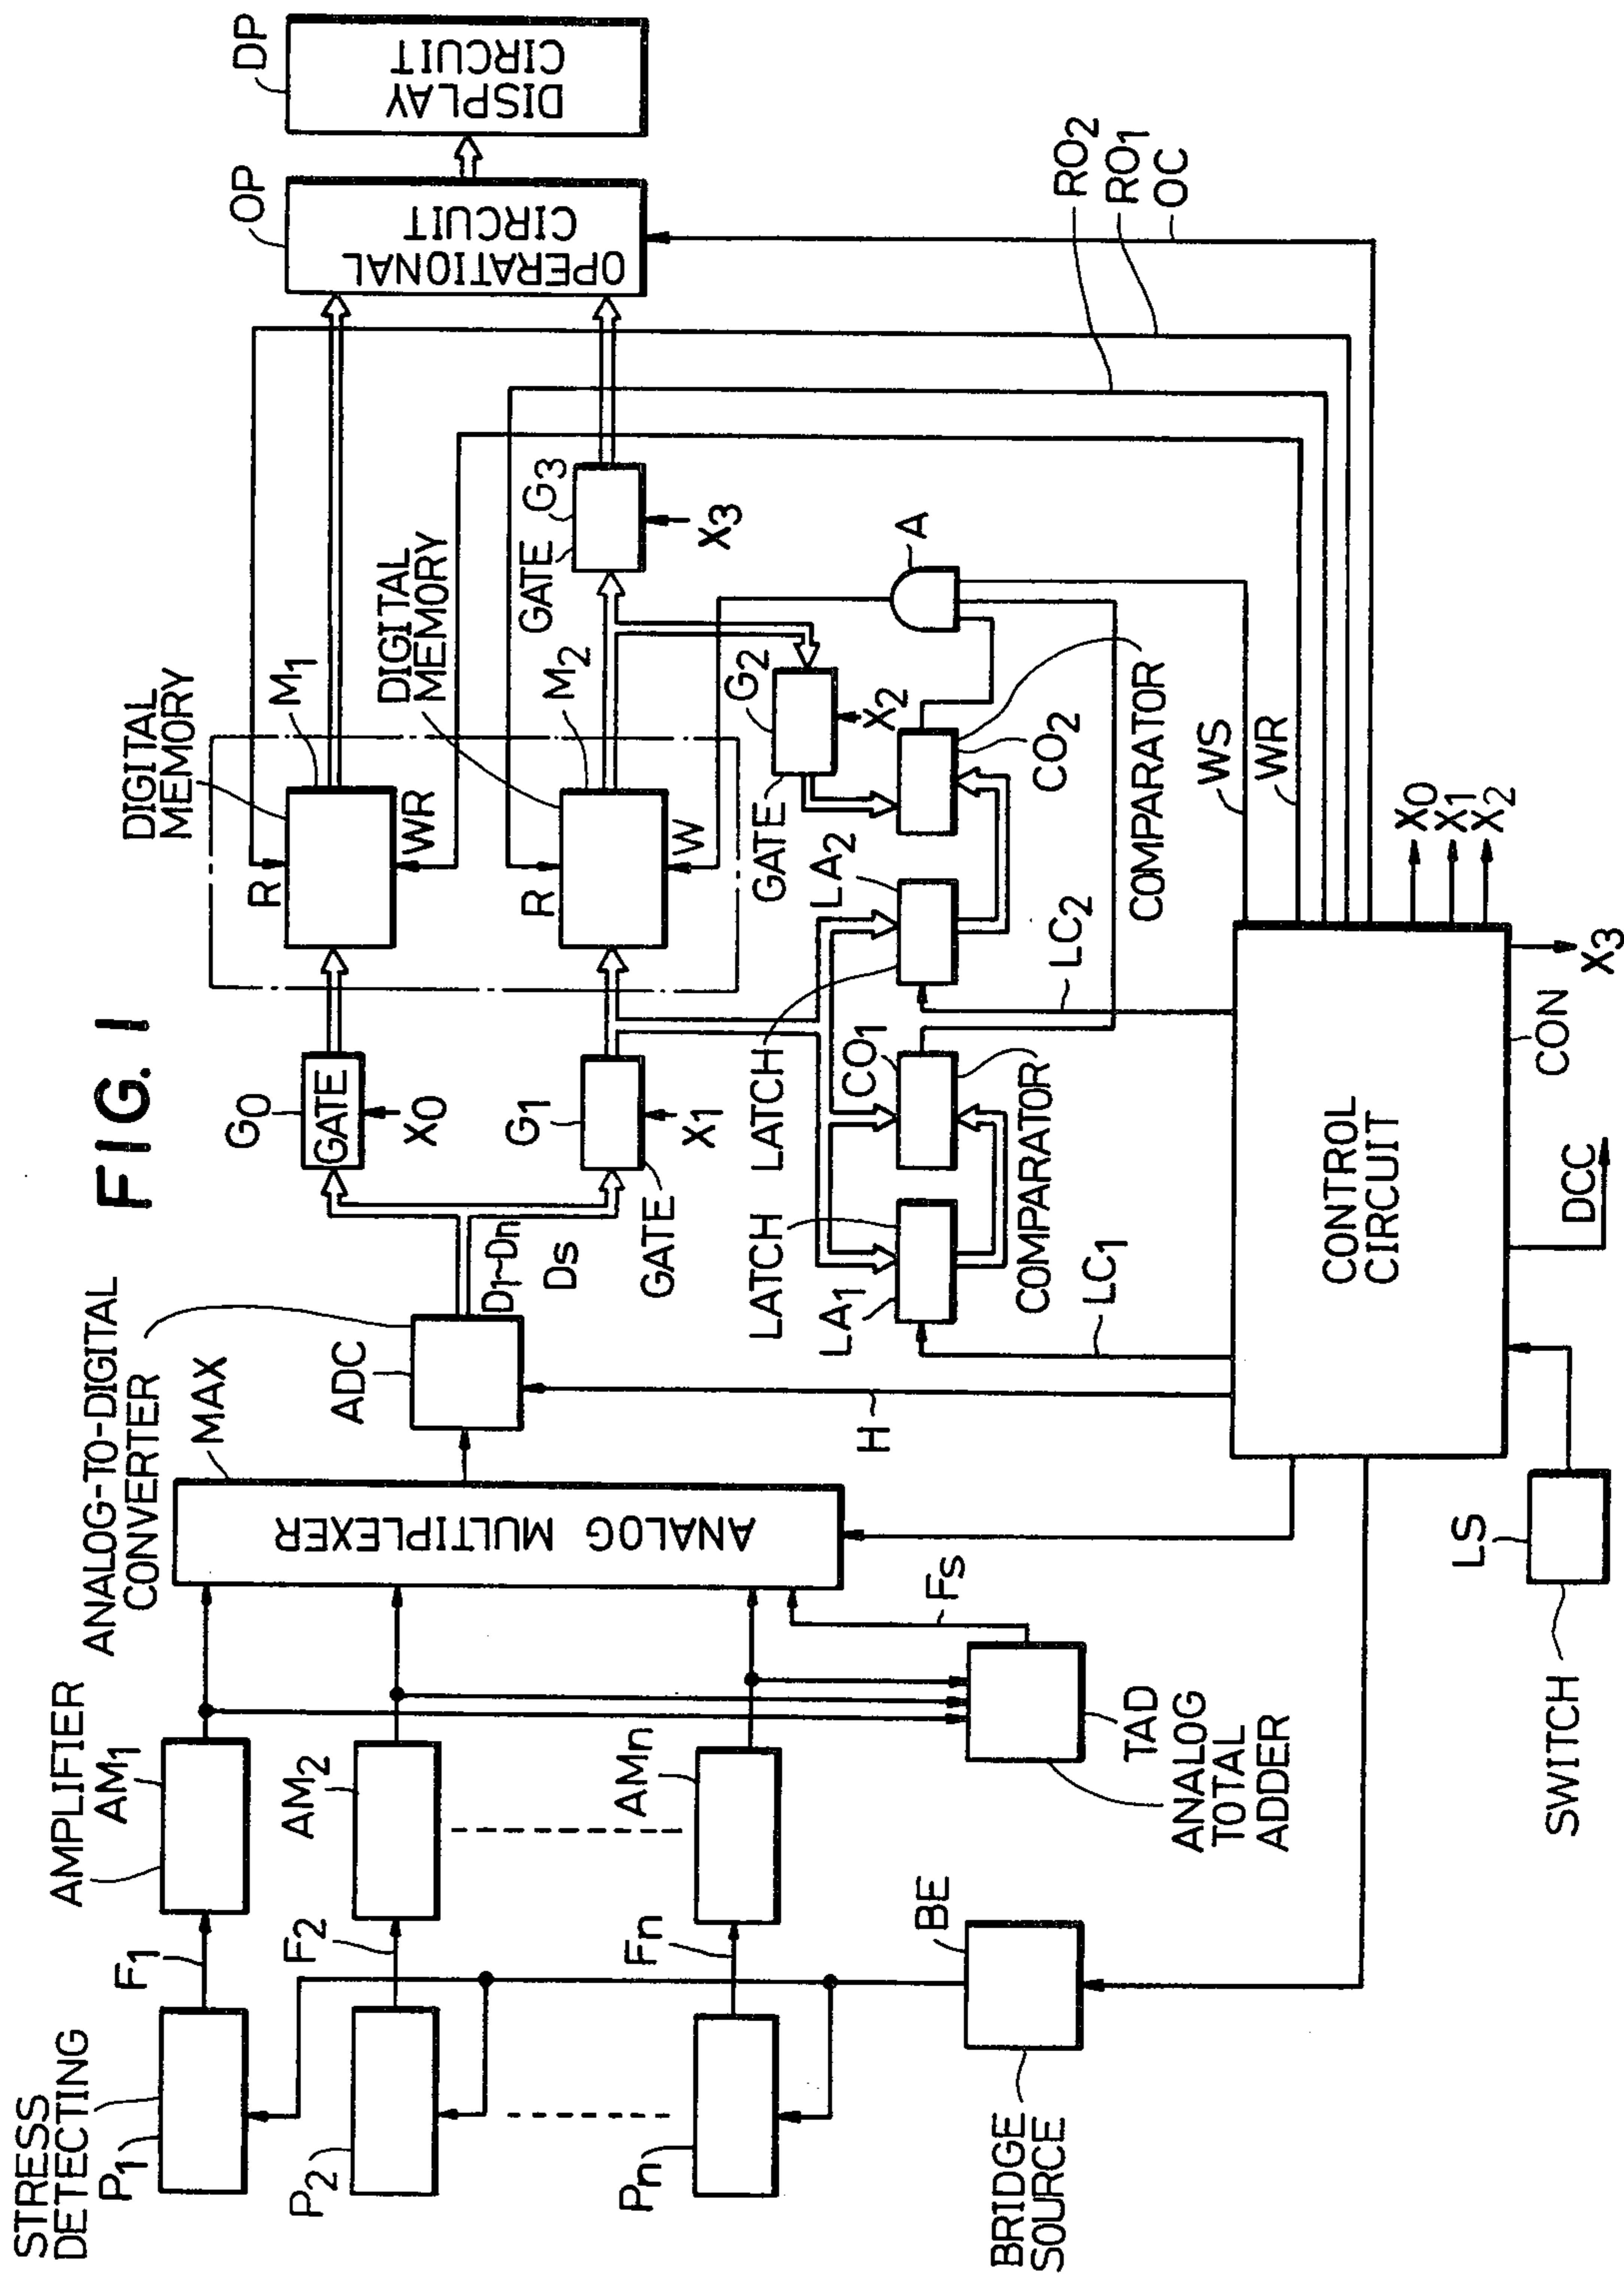 FIG. 1
STRESS
DETECTING
P1
F1
AMPLIFIER
AM1
P2
F2
AM2
Pn
Fn
AMn
BRIDGE
SOURCE
BE
TAD
ANALOG
TOTAL
ADDER
Fs
ANALOG MULTIPLEXER
MAX
ANALOG-TO-DIGITAL
CONVERTER
ADC
H
D1~Dn
Ds
G0
GATE
X0
G1
X1
GATE
DIGITAL
MEMORY
M1
R
WR
DIGITAL
MEMORY
M2
R
W
GATE
G3
X3
GATE
G2
X2
LATCH
LA1
LC1
CO1
COMPARATOR
LATCH
LA2
LC2
CO2
COMPARATOR
A
OPERATIONAL
CIRCUIT
OP
DISPLAY
CIRCUIT
DP
RO2
RO1
OC
WS
WR
X0
X1
X2
X3
CONTROL
CIRCUIT
CON
DCC
LS
SWITCH